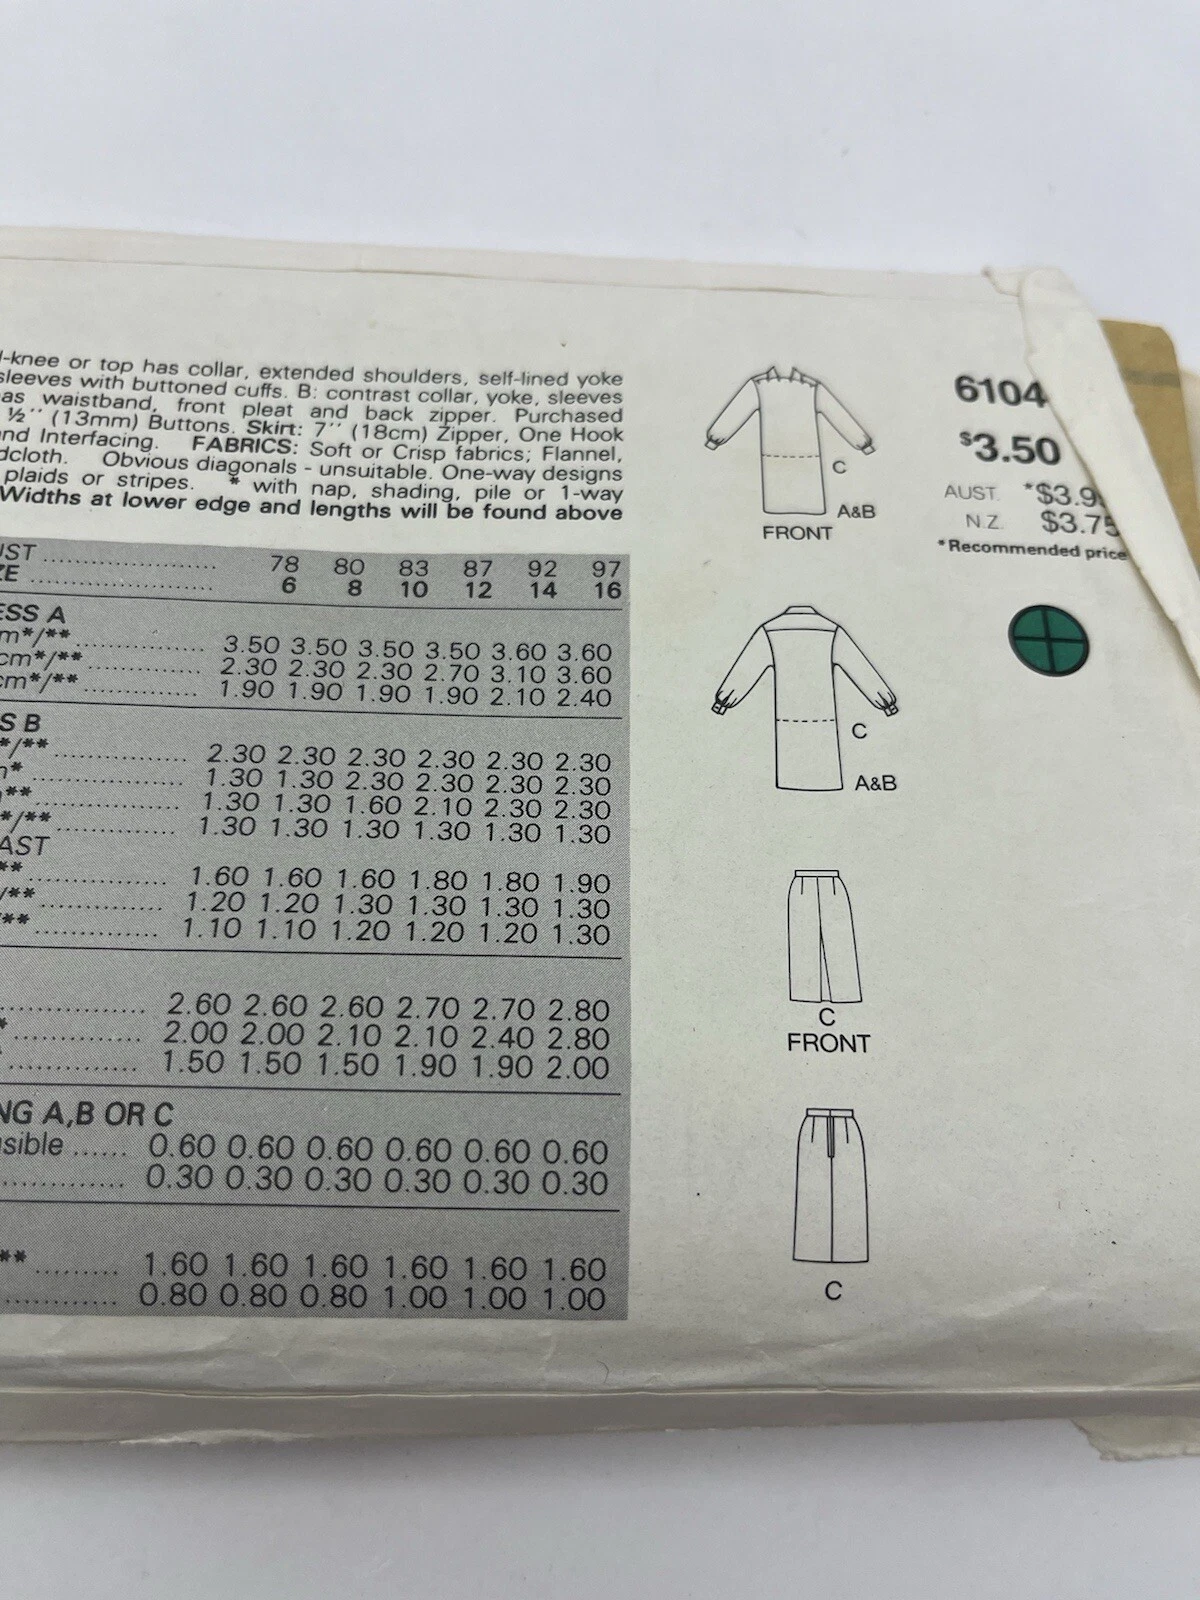 -knee or top has collar, extended shoulders, self-lined yoke
sleeves with buttoned cuffs. B: contrast collar, yoke, sleeves
as waistband, front pleat and back zipper. Purchased
½'' (13mm) Buttons. Skirt: 7'' (18cm) Zipper, One Hook
nd Interfacing. FABRICS: Soft or Crisp fabrics; Flannel,
dcloth. Obvious diagonals - unsuitable. One-way designs
plaids or stripes. * with nap, shading, pile or 1-way
Widths at lower edge and lengths will be found above
UST .......... 78 80 83 87 92 97
ZE .......... 6 8 10 12 14 16
ESS A
m*/** .......... 3.50 3.50 3.50 3.50 3.60 3.60
cm*/** .......... 2.30 2.30 2.30 2.70 3.10 3.60
cm*/** .......... 1.90 1.90 1.90 1.90 2.10 2.40
S B
*/** .......... 2.30 2.30 2.30 2.30 2.30 2.30
* .......... 1.30 1.30 2.30 2.30 2.30 2.30
** .......... 1.30 1.30 1.60 2.10 2.30 2.30
*/** .......... 1.30 1.30 1.30 1.30 1.30 1.30
AST
** .......... 1.60 1.60 1.60 1.80 1.80 1.90
/** .......... 1.20 1.20 1.30 1.30 1.30 1.30
** .......... 1.10 1.10 1.20 1.20 1.20 1.30
.......... 2.60 2.60 2.60 2.70 2.70 2.80
* .......... 2.00 2.00 2.10 2.10 2.40 2.80
.......... 1.50 1.50 1.50 1.90 1.90 2.00
NG A,B OR C
sible ...... 0.60 0.60 0.60 0.60 0.60 0.60
.......... 0.30 0.30 0.30 0.30 0.30 0.30
** ......... 1.60 1.60 1.60 1.60 1.60 1.60
.......... 0.80 0.80 0.80 1.00 1.00 1.00
C
A&B
FRONT
C
A&B
C
FRONT
C
6104
$3.50
AUST. *$3.9
N.Z. $3.75
*Recommended price